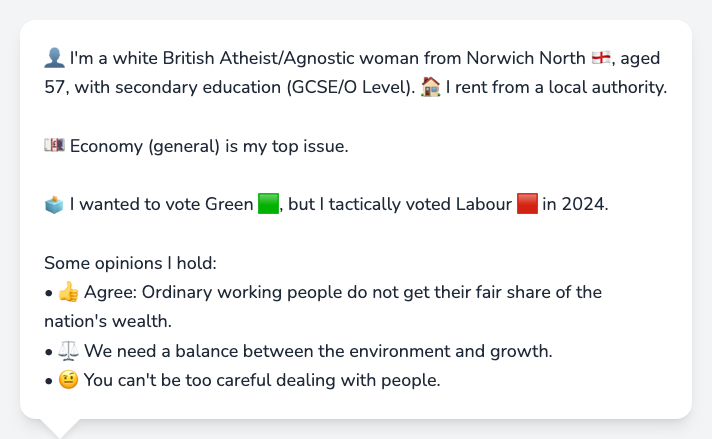 👤 I'm a white British Atheist/Agnostic woman from Norwich North 🏴󠁧󠁢󠁥󠁮󠁧󠁿, aged
57, with secondary education (GCSE/O Level). 🏠 I rent from a local authority.
💷 Economy (general) is my top issue.
🗳️ I wanted to vote Green 🟩, but I tactically voted Labour 🟥 in 2024.
Some opinions I hold:
• 👍 Agree: Ordinary working people do not get their fair share of the
nation's wealth.
• ⚖️ We need a balance between the environment and growth.
• 🤨 You can't be too careful dealing with people.